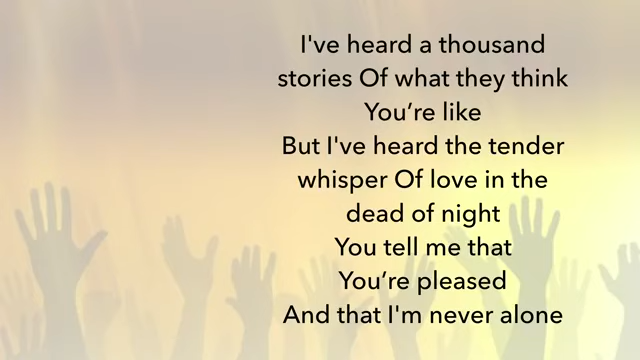 I've heard a thousand
stories Of what they think
You’re like
But I've heard the tender
whisper Of love in the
dead of night
You tell me that
You’re pleased
And that I'm never alone